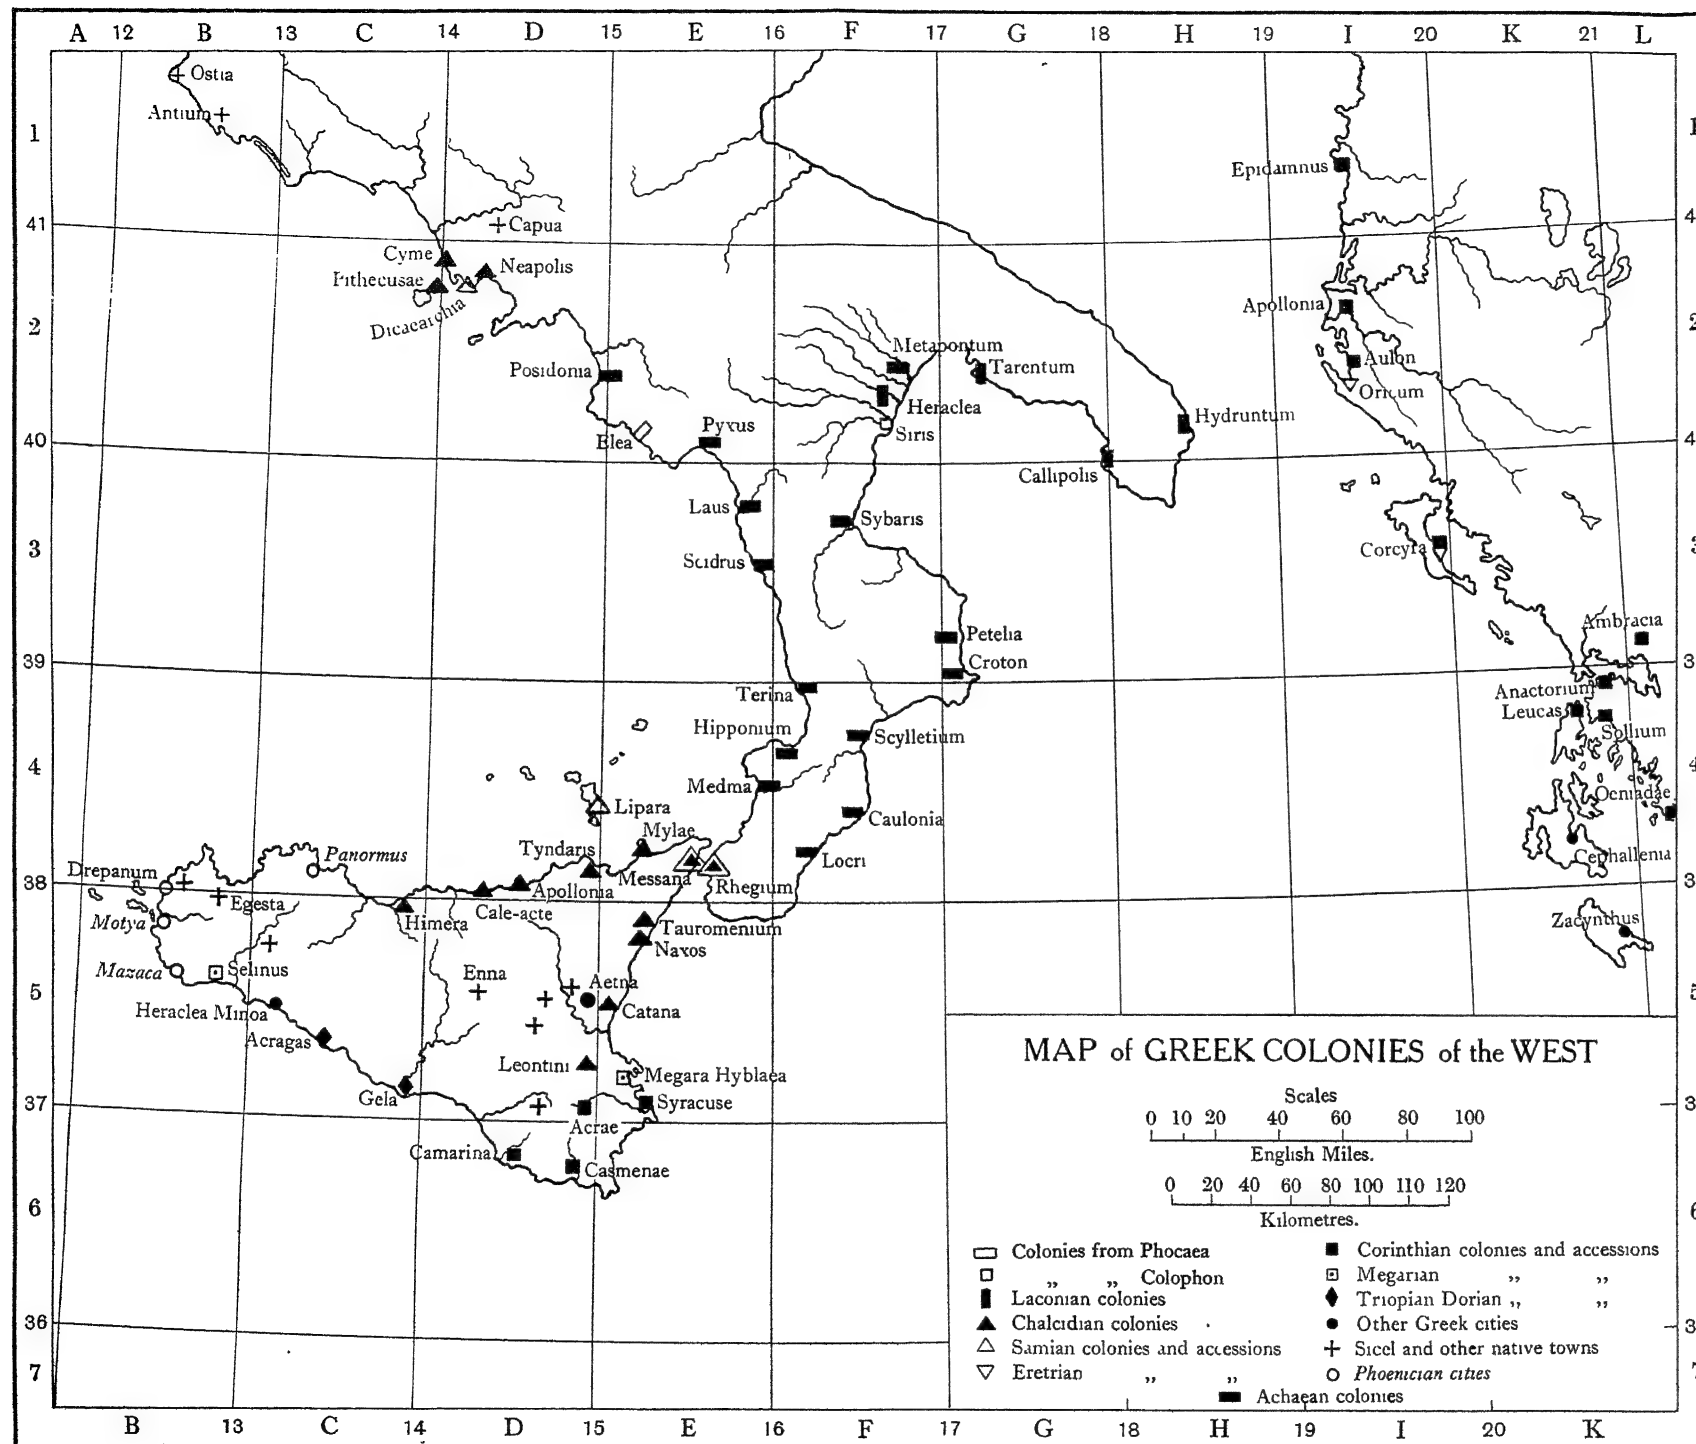 A 12 B 13 C 14 D 15 E 16 F 17 G 18 H 19 I 20 K 21 L
Ostia
Antium
1
Epidamnus
41
Capua
Cyme
Neapolis
Pithecusae
Dicaearchia
Apollonia
2
Metapontum
Aulon
Posidonia
Tarentum
Oricum
Heraclea
Hydruntum
Pyxus
Siris
40
Elea
Callipolis
Laus
Sybaris
Corcyra
3
Scidrus
Ambracia
Petelia
39
Croton
Terina
Anactorium
Leucas
Hipponium
Scylletium
Sollium
4
Medma
Oeniadae
Lipara
Caulonia
Mylae
Tyndaris
Panormus
Locri
Cephallenia
Drepanum
38
Messana
Rhegium
Apollonia
Egesta
Cale-acte
Motya
Himera
Zacynthus
Tauromenium
Naxos
Mazaca
Selinus
Enna
Aetna
5
Heraclea Minoa
Catana
Acragas
Leontini
Megara Hyblaea
Gela
37
Syracuse
Acrae
Camarina
Casmenae
6
36
7
MAP of GREEK COLONIES of the WEST
Scales
0 10 20 40 60 80 100
English Miles.
0 20 40 60 80 100 110 120
Kilometres.
Colonies from Phocaea
„ „ Colophon
Laconian colonies
Chalcidian colonies
Samian colonies and accessions
Eretrian „ „
Corinthian colonies and accessions
Megarian „ „
Triopian Dorian „ „
Other Greek cities
Sicel and other native towns
Phoenician cities
Achaean colonies
B 13 C 14 D 15 E 16 F 17 G 18 H 19 I 20 K